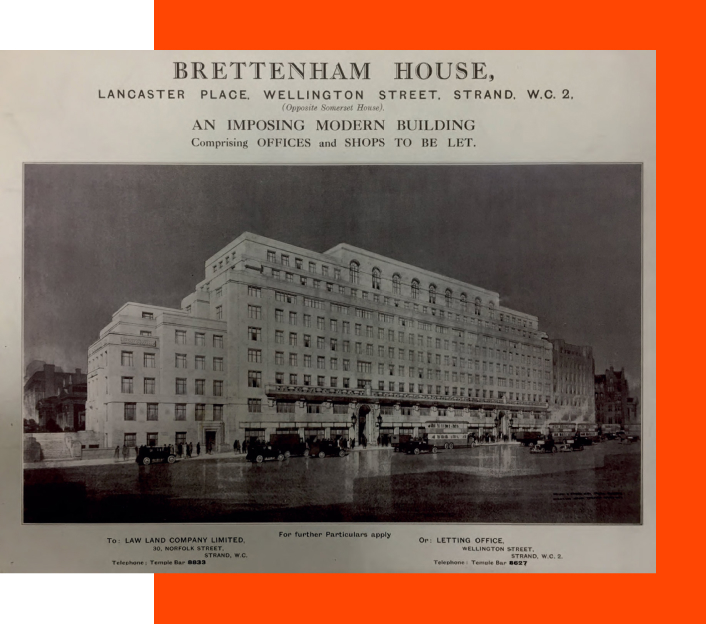 BRETTENHAM HOUSE,
LANCASTER PLACE, WELLINGTON STREET, STRAND, W.C. 2.
(Opposite Somerset House).
AN IMPOSING MODERN BUILDING
Comprising OFFICES and SHOPS TO BE LET.
For further Particulars apply
To: LAW LAND COMPANY LIMITED,
30, NORFOLK STREET,
STRAND, W.C.
Telephone: Temple Bar 8833
Or: LETTING OFFICE,
WELLINGTON STREET,
STRAND, W.C. 2.
Telephone: Temple Bar 8627